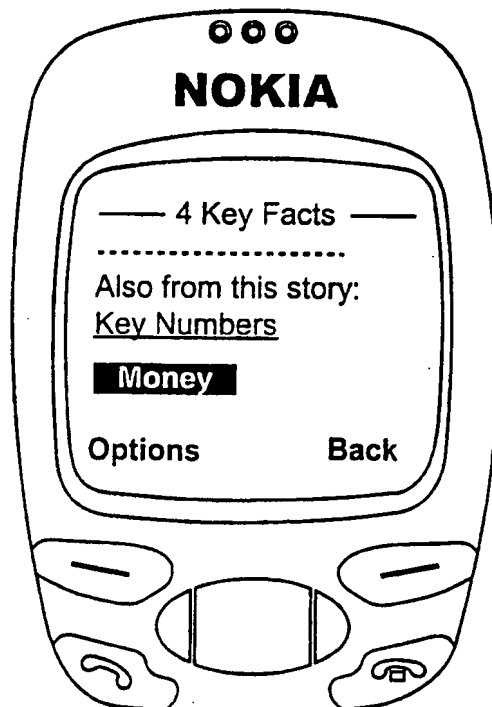 NOKIA
4 Key Facts
Also from this story:
Key Numbers
Money
Options Back